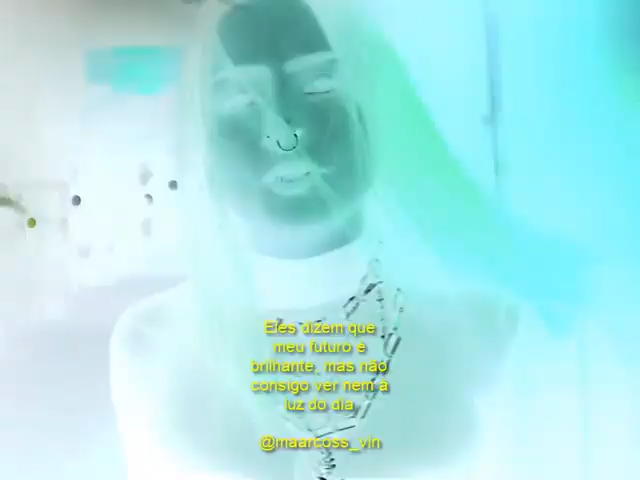 Eles dizem que
meu futuro é
brilhante, mas não
consigo ver nem à
luz do dia
@maarcoss_vin